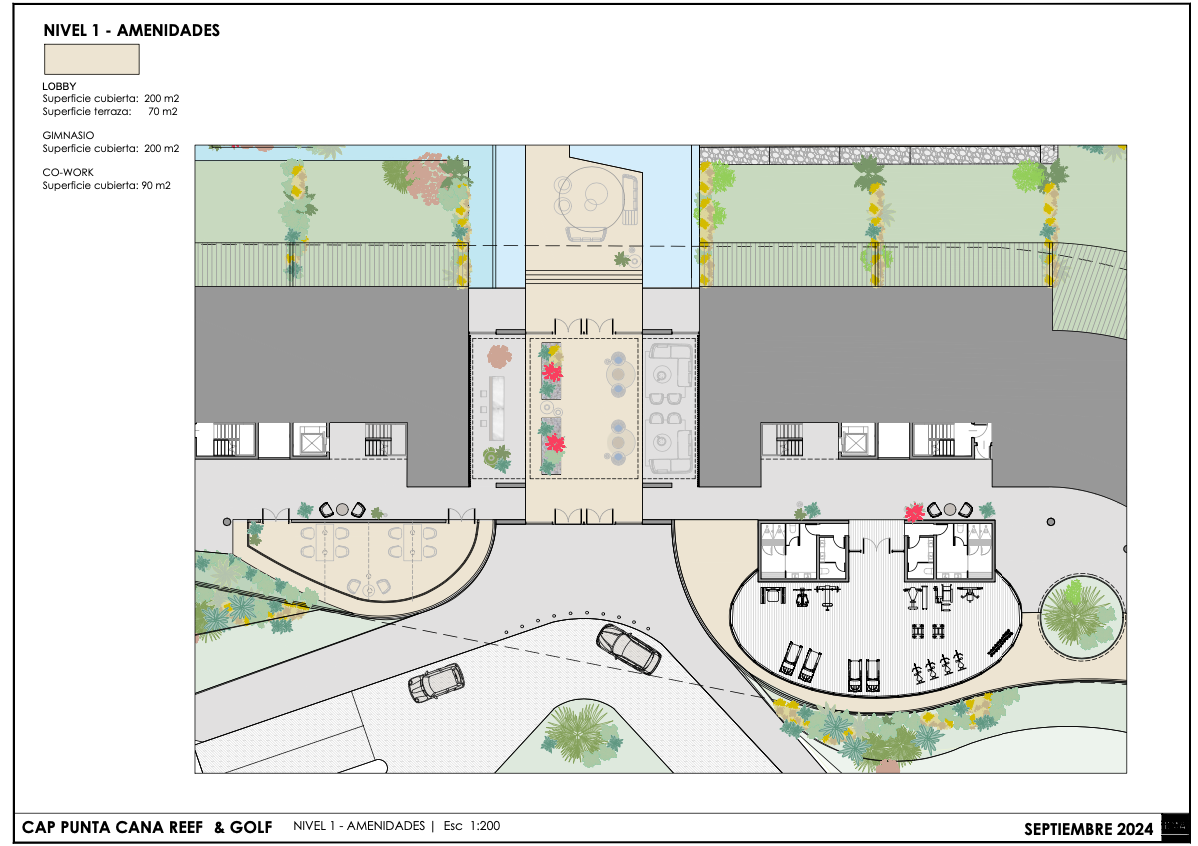 NIVEL 1 - AMENIDADES
LOBBY
Superficie cubierta: 200 m2
Superficie terraza: 70 m2
GIMNASIO
Superficie cubierta: 200 m2
CO-WORK
Superficie cubierta: 90 m2
CAP PUNTA CANA REEF & GOLF
NIVEL 1 - AMENIDADES | Esc 1:200
SEPTIEMBRE 2024